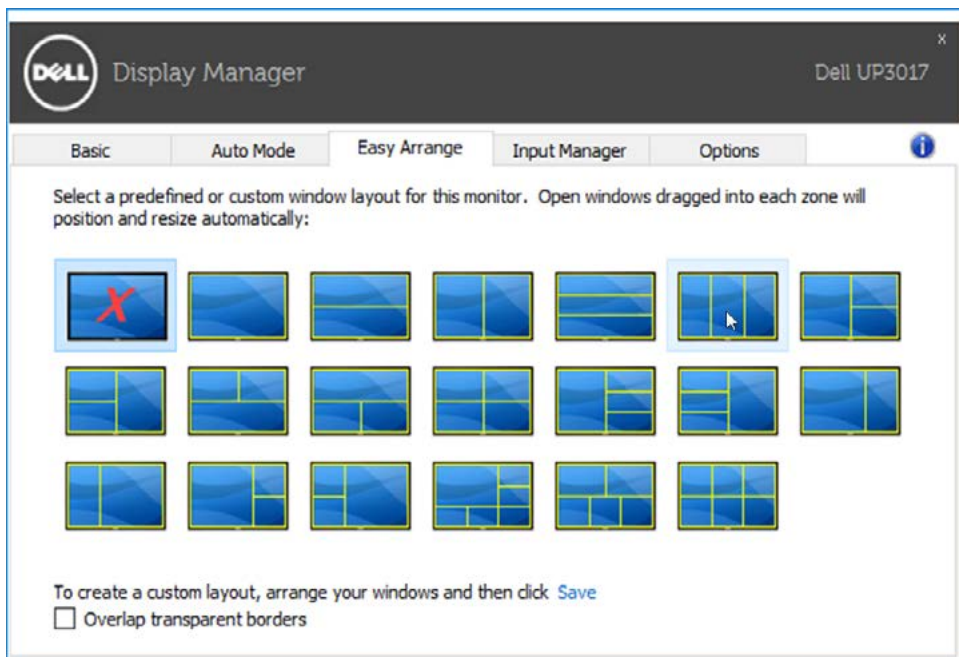 x
DELL Display Manager Dell UP3017
Basic Auto Mode Easy Arrange Input Manager Options i
Select a predefined or custom window layout for this monitor. Open windows dragged into each zone will
position and resize automatically:
X
To create a custom layout, arrange your windows and then click Save
Overlap transparent borders